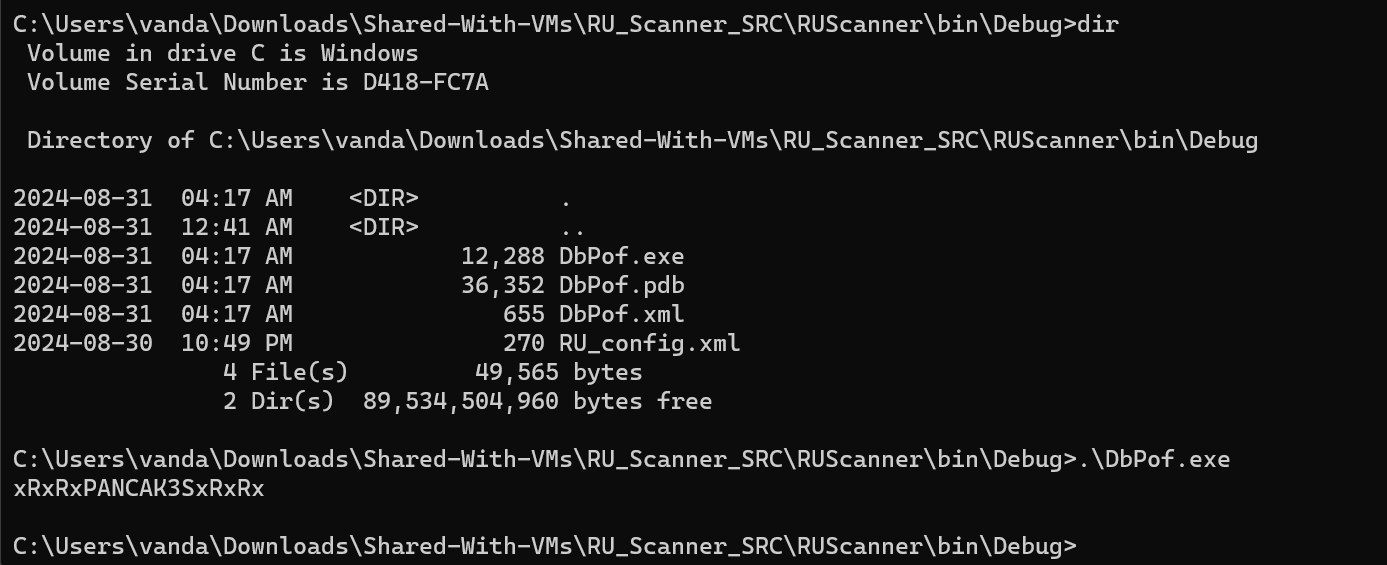 C:\Users\vanda\Downloads\Shared-With-VMs\RU_Scanner_SRC\RUScanner\bin\Debug>dir
Volume in drive C is Windows
Volume Serial Number is D418-FC7A
Directory of C:\Users\vanda\Downloads\Shared-With-VMs\RU_Scanner_SRC\RUScanner\bin\Debug
2024-08-31  04:17 AM    <DIR>          .
2024-08-31  12:41 AM    <DIR>          ..
2024-08-31  04:17 AM            12,288 DbPof.exe
2024-08-31  04:17 AM            36,352 DbPof.pdb
2024-08-31  04:17 AM               655 DbPof.xml
2024-08-30  10:49 PM               270 RU_config.xml
4 File(s)         49,565 bytes
2 Dir(s)  89,534,504,960 bytes free
C:\Users\vanda\Downloads\Shared-With-VMs\RU_Scanner_SRC\RUScanner\bin\Debug>.\DbPof.exe
xRxRxPANCAK3SxRxRx
C:\Users\vanda\Downloads\Shared-With-VMs\RU_Scanner_SRC\RUScanner\bin\Debug>